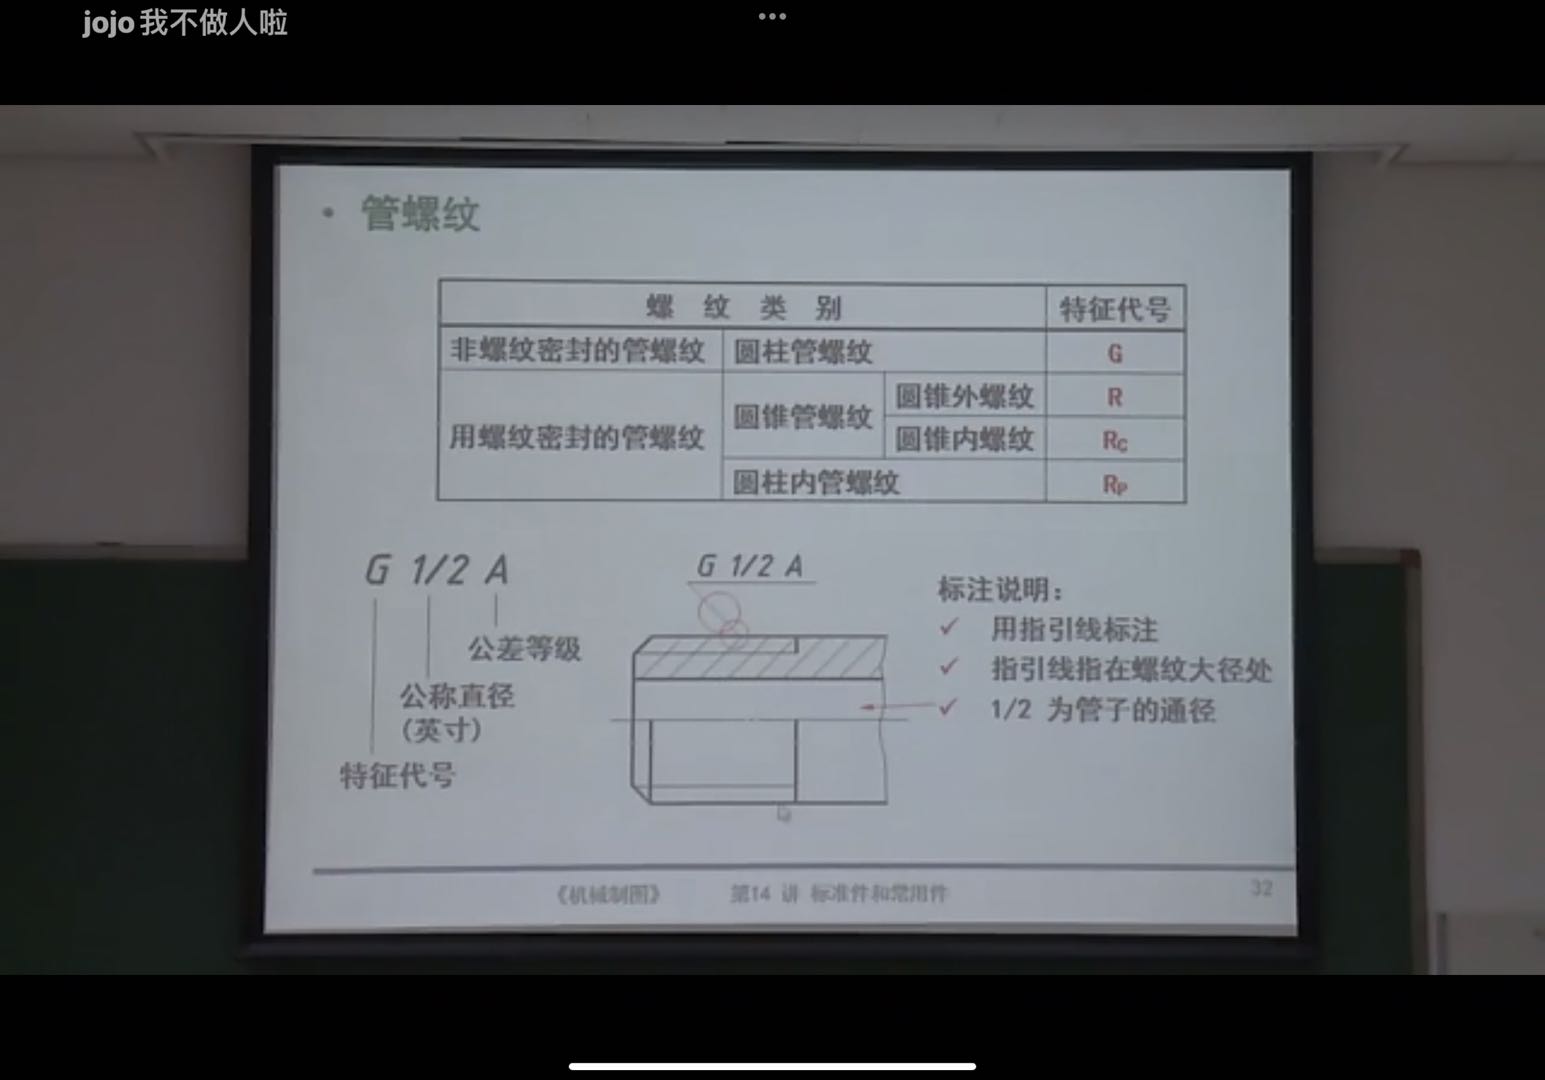 jojo我不做人啦
• 管螺纹
螺 纹 类 别 特征代号
非螺纹密封的管螺纹 圆柱管螺纹 G
用螺纹密封的管螺纹 圆锥管螺纹 圆锥外螺纹 R
圆锥内螺纹 Rc
圆柱内管螺纹 Rp
G 1/2 A
公差等级
公称直径
(英寸)
特征代号
G 1/2 A
标注说明：
✓ 用指引线标注
✓ 指引线指在螺纹大径处
✓ 1/2 为管子的通径
《机械制图》 第14 讲 标准件和常用件 32